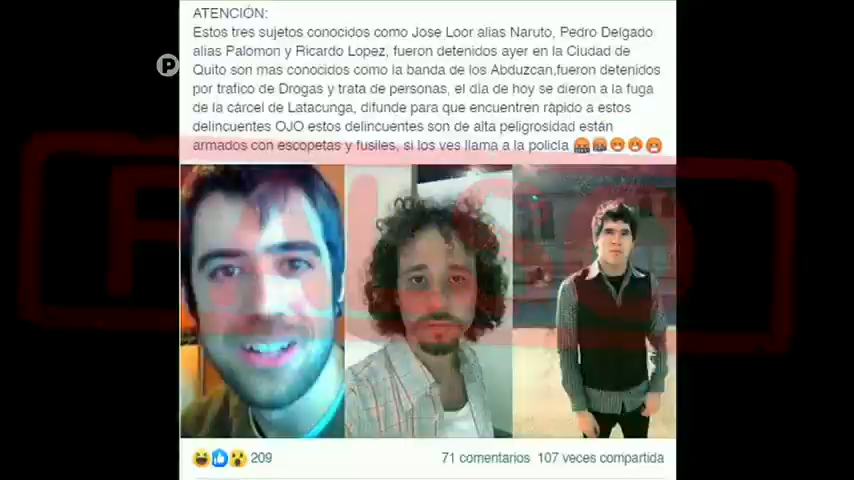 ATENCIÓN:
Estos tres sujetos conocidos como Jose Loor alias Naruto, Pedro Delgado
alias Palomon y Ricardo Lopez, fueron detenidos ayer en la Ciudad de
Quito son mas conocidos como la banda de los Abduzcan,fueron detenidos
por trafico de Drogas y trata de personas, el día de hoy se dieron a la fuga
de la cárcel de Latacunga, difunde para que encuentren rápido a estos
delincuentes OJO estos delincuentes son de alta peligrosidad están
armados con escopetas y fusiles, si los ves llama a la policía 🤬🤬😷😷😷
P
FALSO
209
71 comentarios 107 veces compartida